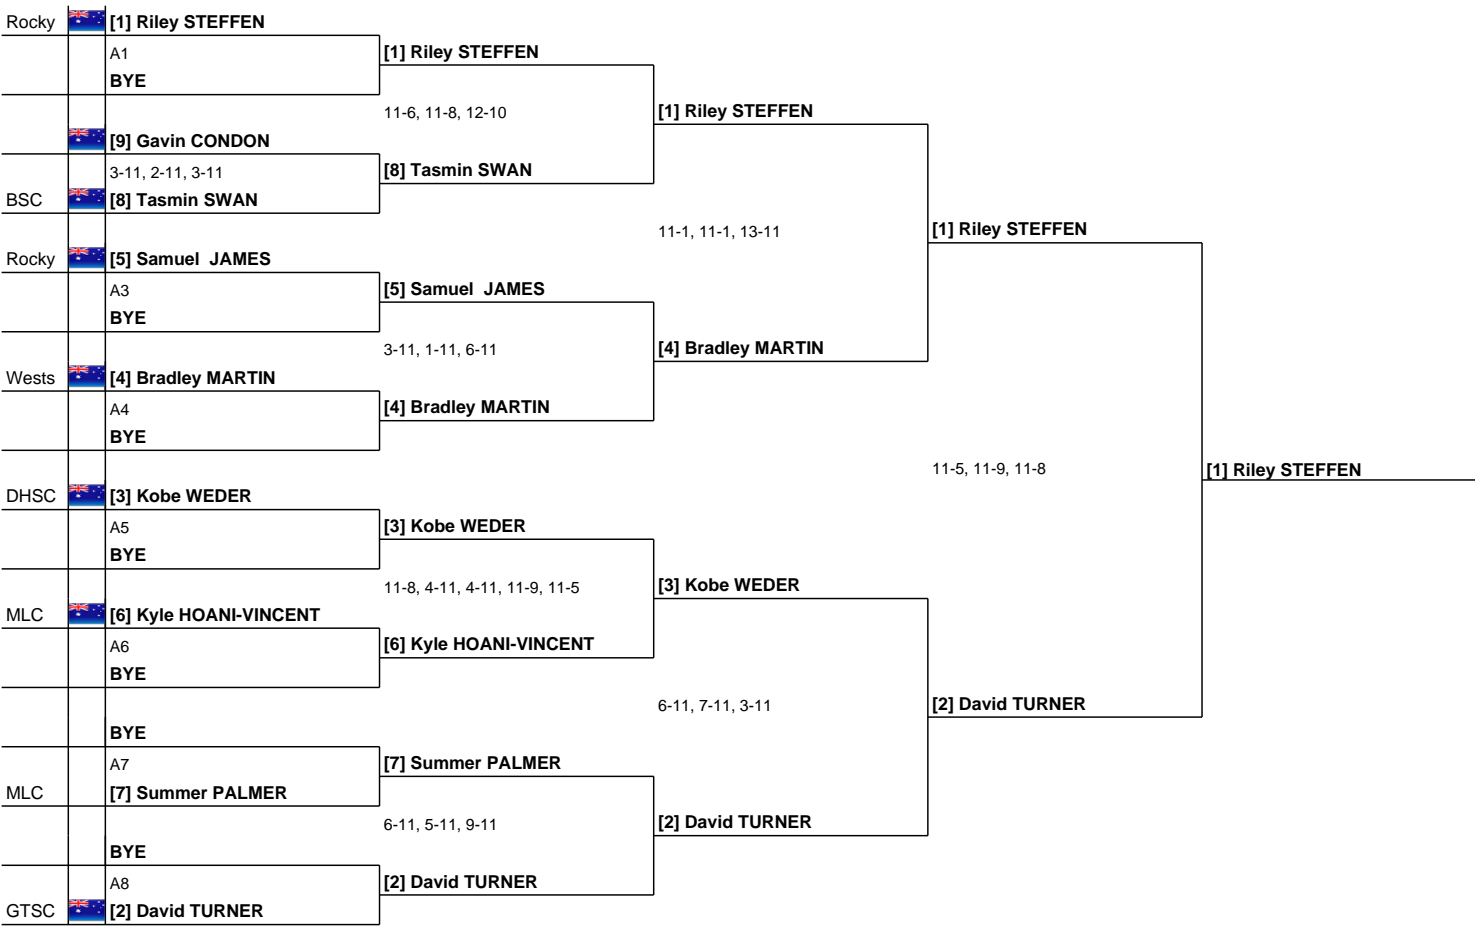 Rocky [1] Riley STEFFEN
A1
BYE
[1] Riley STEFFEN
11-6, 11-8, 12-10
[1] Riley STEFFEN
[9] Gavin CONDON
3-11, 2-11, 3-11
BSC [8] Tasmin SWAN
[8] Tasmin SWAN
11-1, 11-1, 13-11
[1] Riley STEFFEN
Rocky [5] Samuel  JAMES
A3
BYE
[5] Samuel  JAMES
3-11, 1-11, 6-11
[4] Bradley MARTIN
Wests [4] Bradley MARTIN
A4
BYE
[4] Bradley MARTIN
11-5, 11-9, 11-8
[1] Riley STEFFEN
DHSC [3] Kobe WEDER
A5
BYE
[3] Kobe WEDER
11-8, 4-11, 4-11, 11-9, 11-5
[3] Kobe WEDER
MLC [6] Kyle HOANI-VINCENT
A6
BYE
[6] Kyle HOANI-VINCENT
6-11, 7-11, 3-11
[2] David TURNER
BYE
A7
MLC [7] Summer PALMER
[7] Summer PALMER
6-11, 5-11, 9-11
[2] David TURNER
BYE
A8
GTSC [2] David TURNER
[2] David TURNER